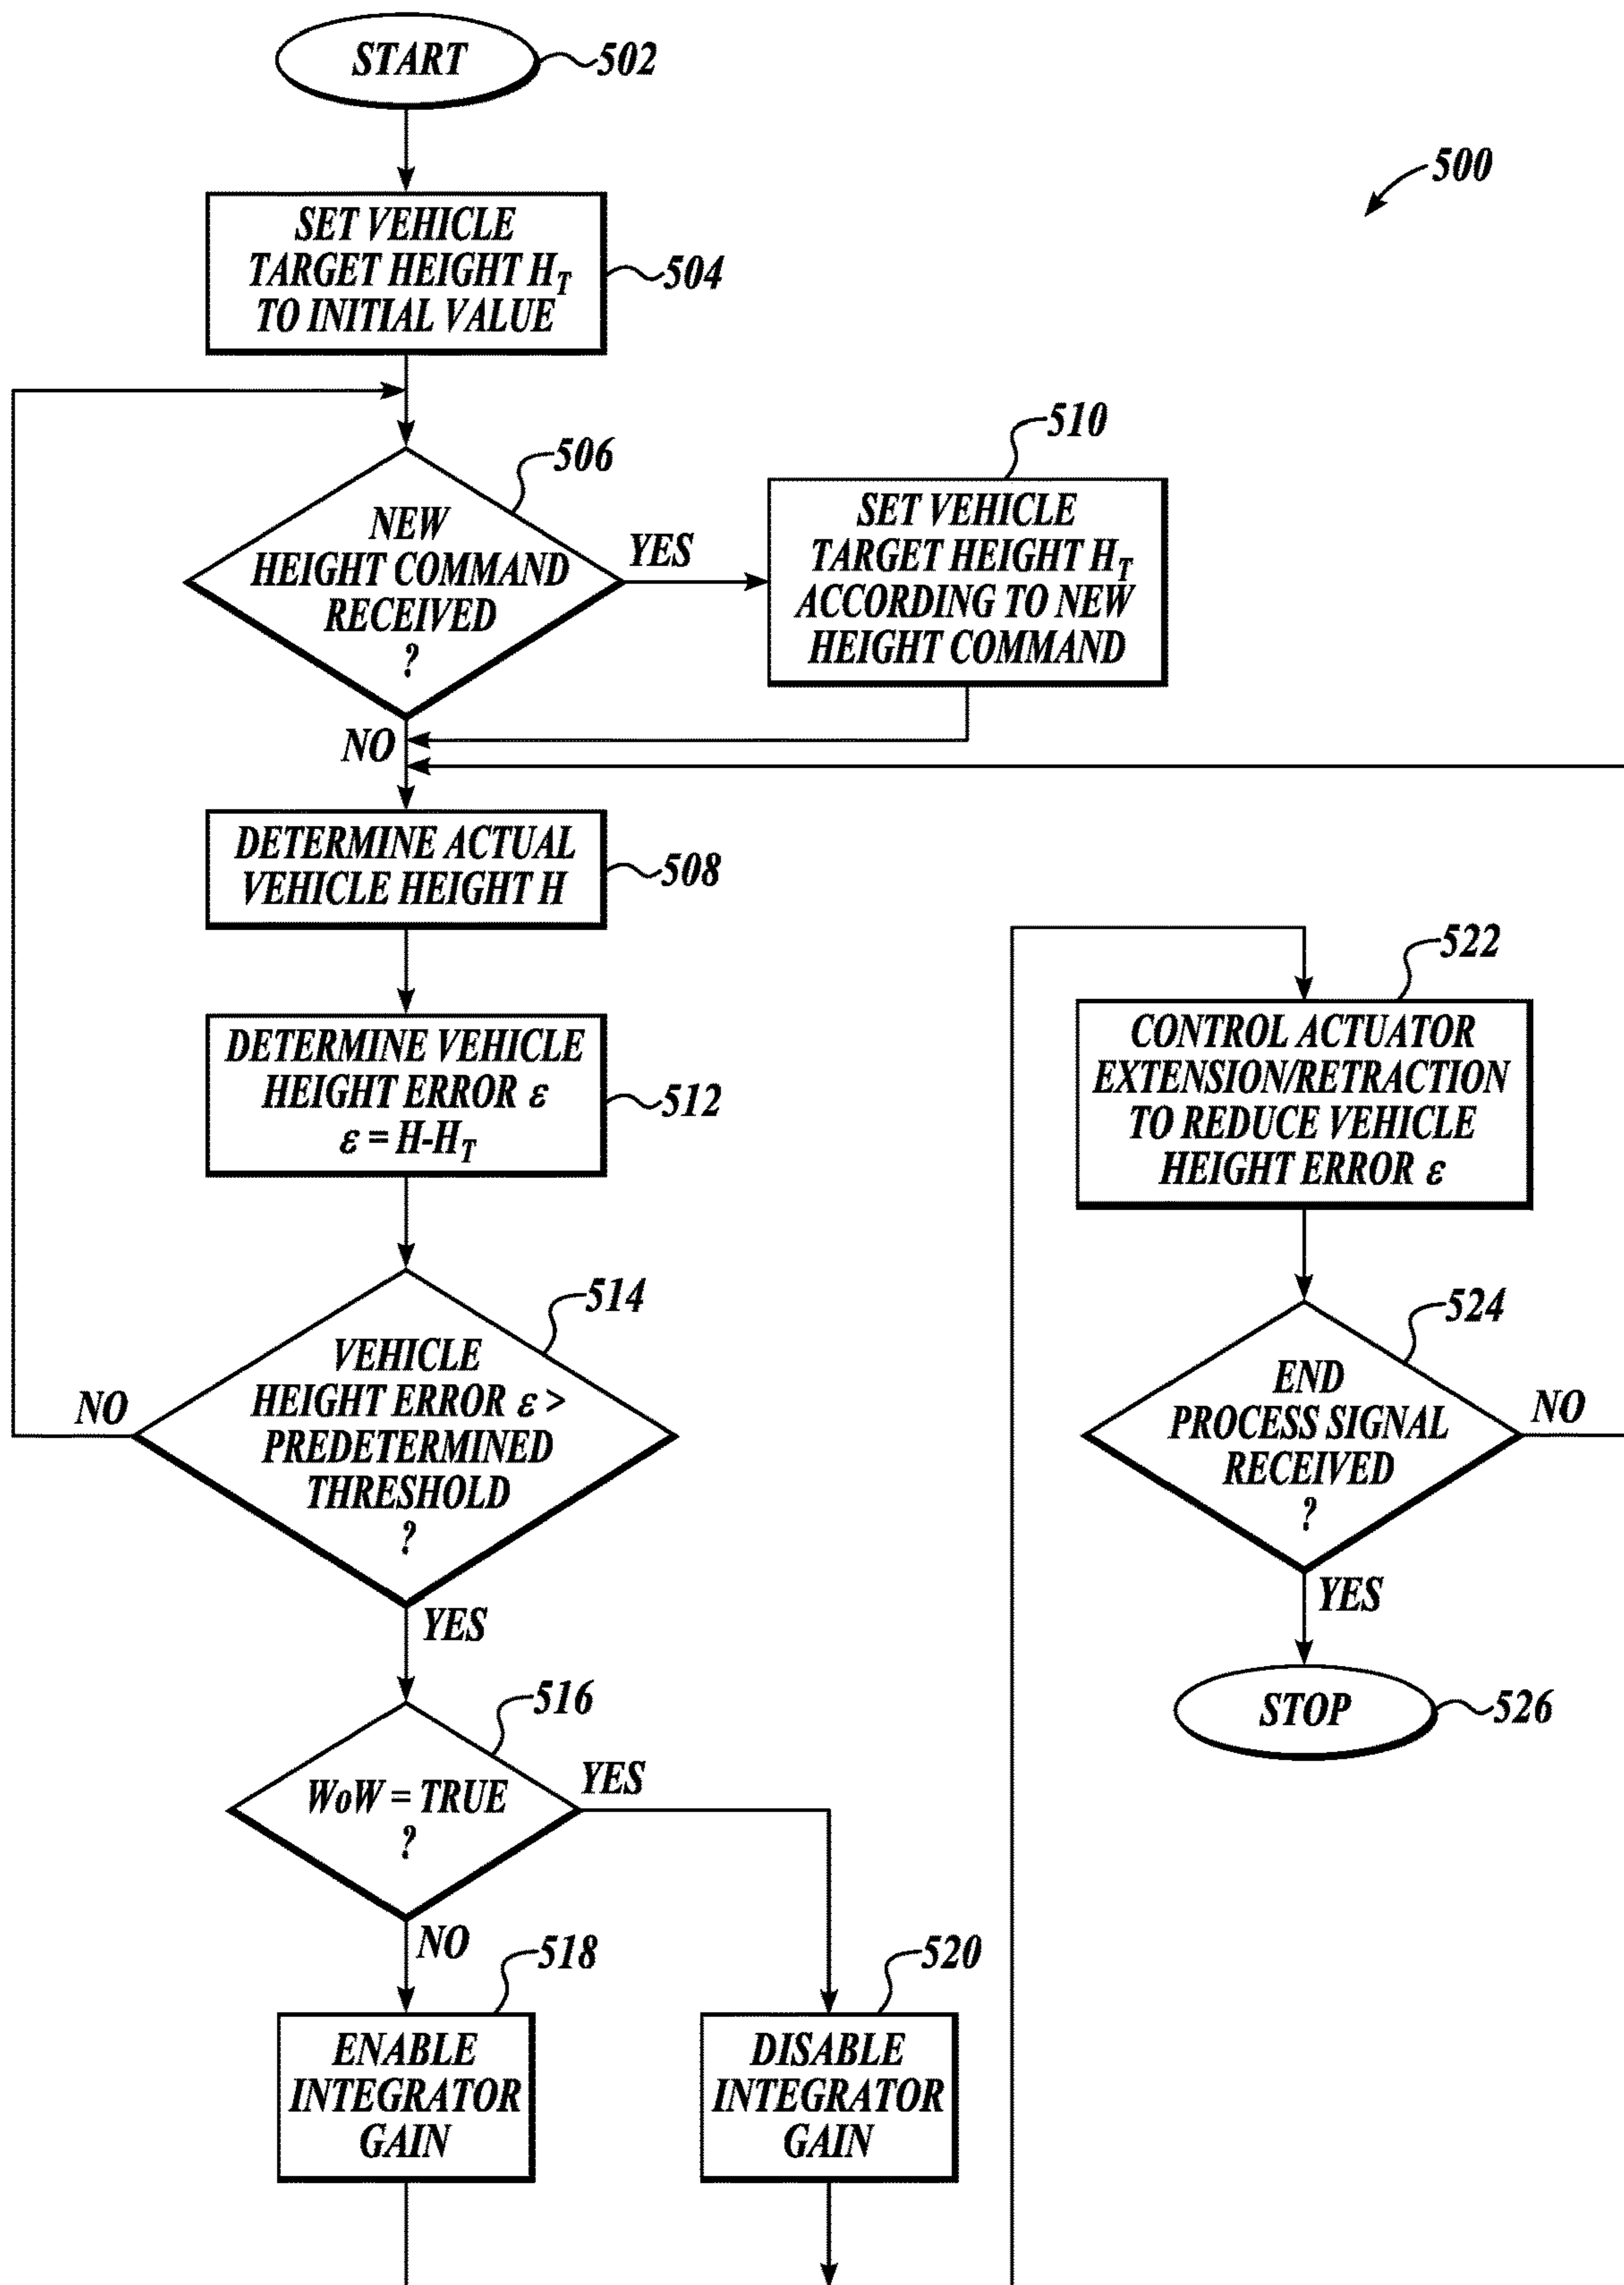 START
502
500
SET VEHICLE
TARGET HEIGHT H_T
TO INITIAL VALUE
504
506
NEW
HEIGHT COMMAND
RECEIVED
?
YES
NO
510
SET VEHICLE
TARGET HEIGHT H_T
ACCORDING TO NEW
HEIGHT COMMAND
DETERMINE ACTUAL
VEHICLE HEIGHT H
508
DETERMINE VEHICLE
HEIGHT ERROR ε
ε = H-H_T
512
514
VEHICLE
HEIGHT ERROR ε >
PREDETERMINED
THRESHOLD
?
NO
YES
516
WoW = TRUE
?
YES
NO
518
ENABLE
INTEGRATOR
GAIN
520
DISABLE
INTEGRATOR
GAIN
522
CONTROL ACTUATOR
EXTENSION/RETRACTION
TO REDUCE VEHICLE
HEIGHT ERROR ε
524
END
PROCESS SIGNAL
RECEIVED
?
NO
YES
STOP
526